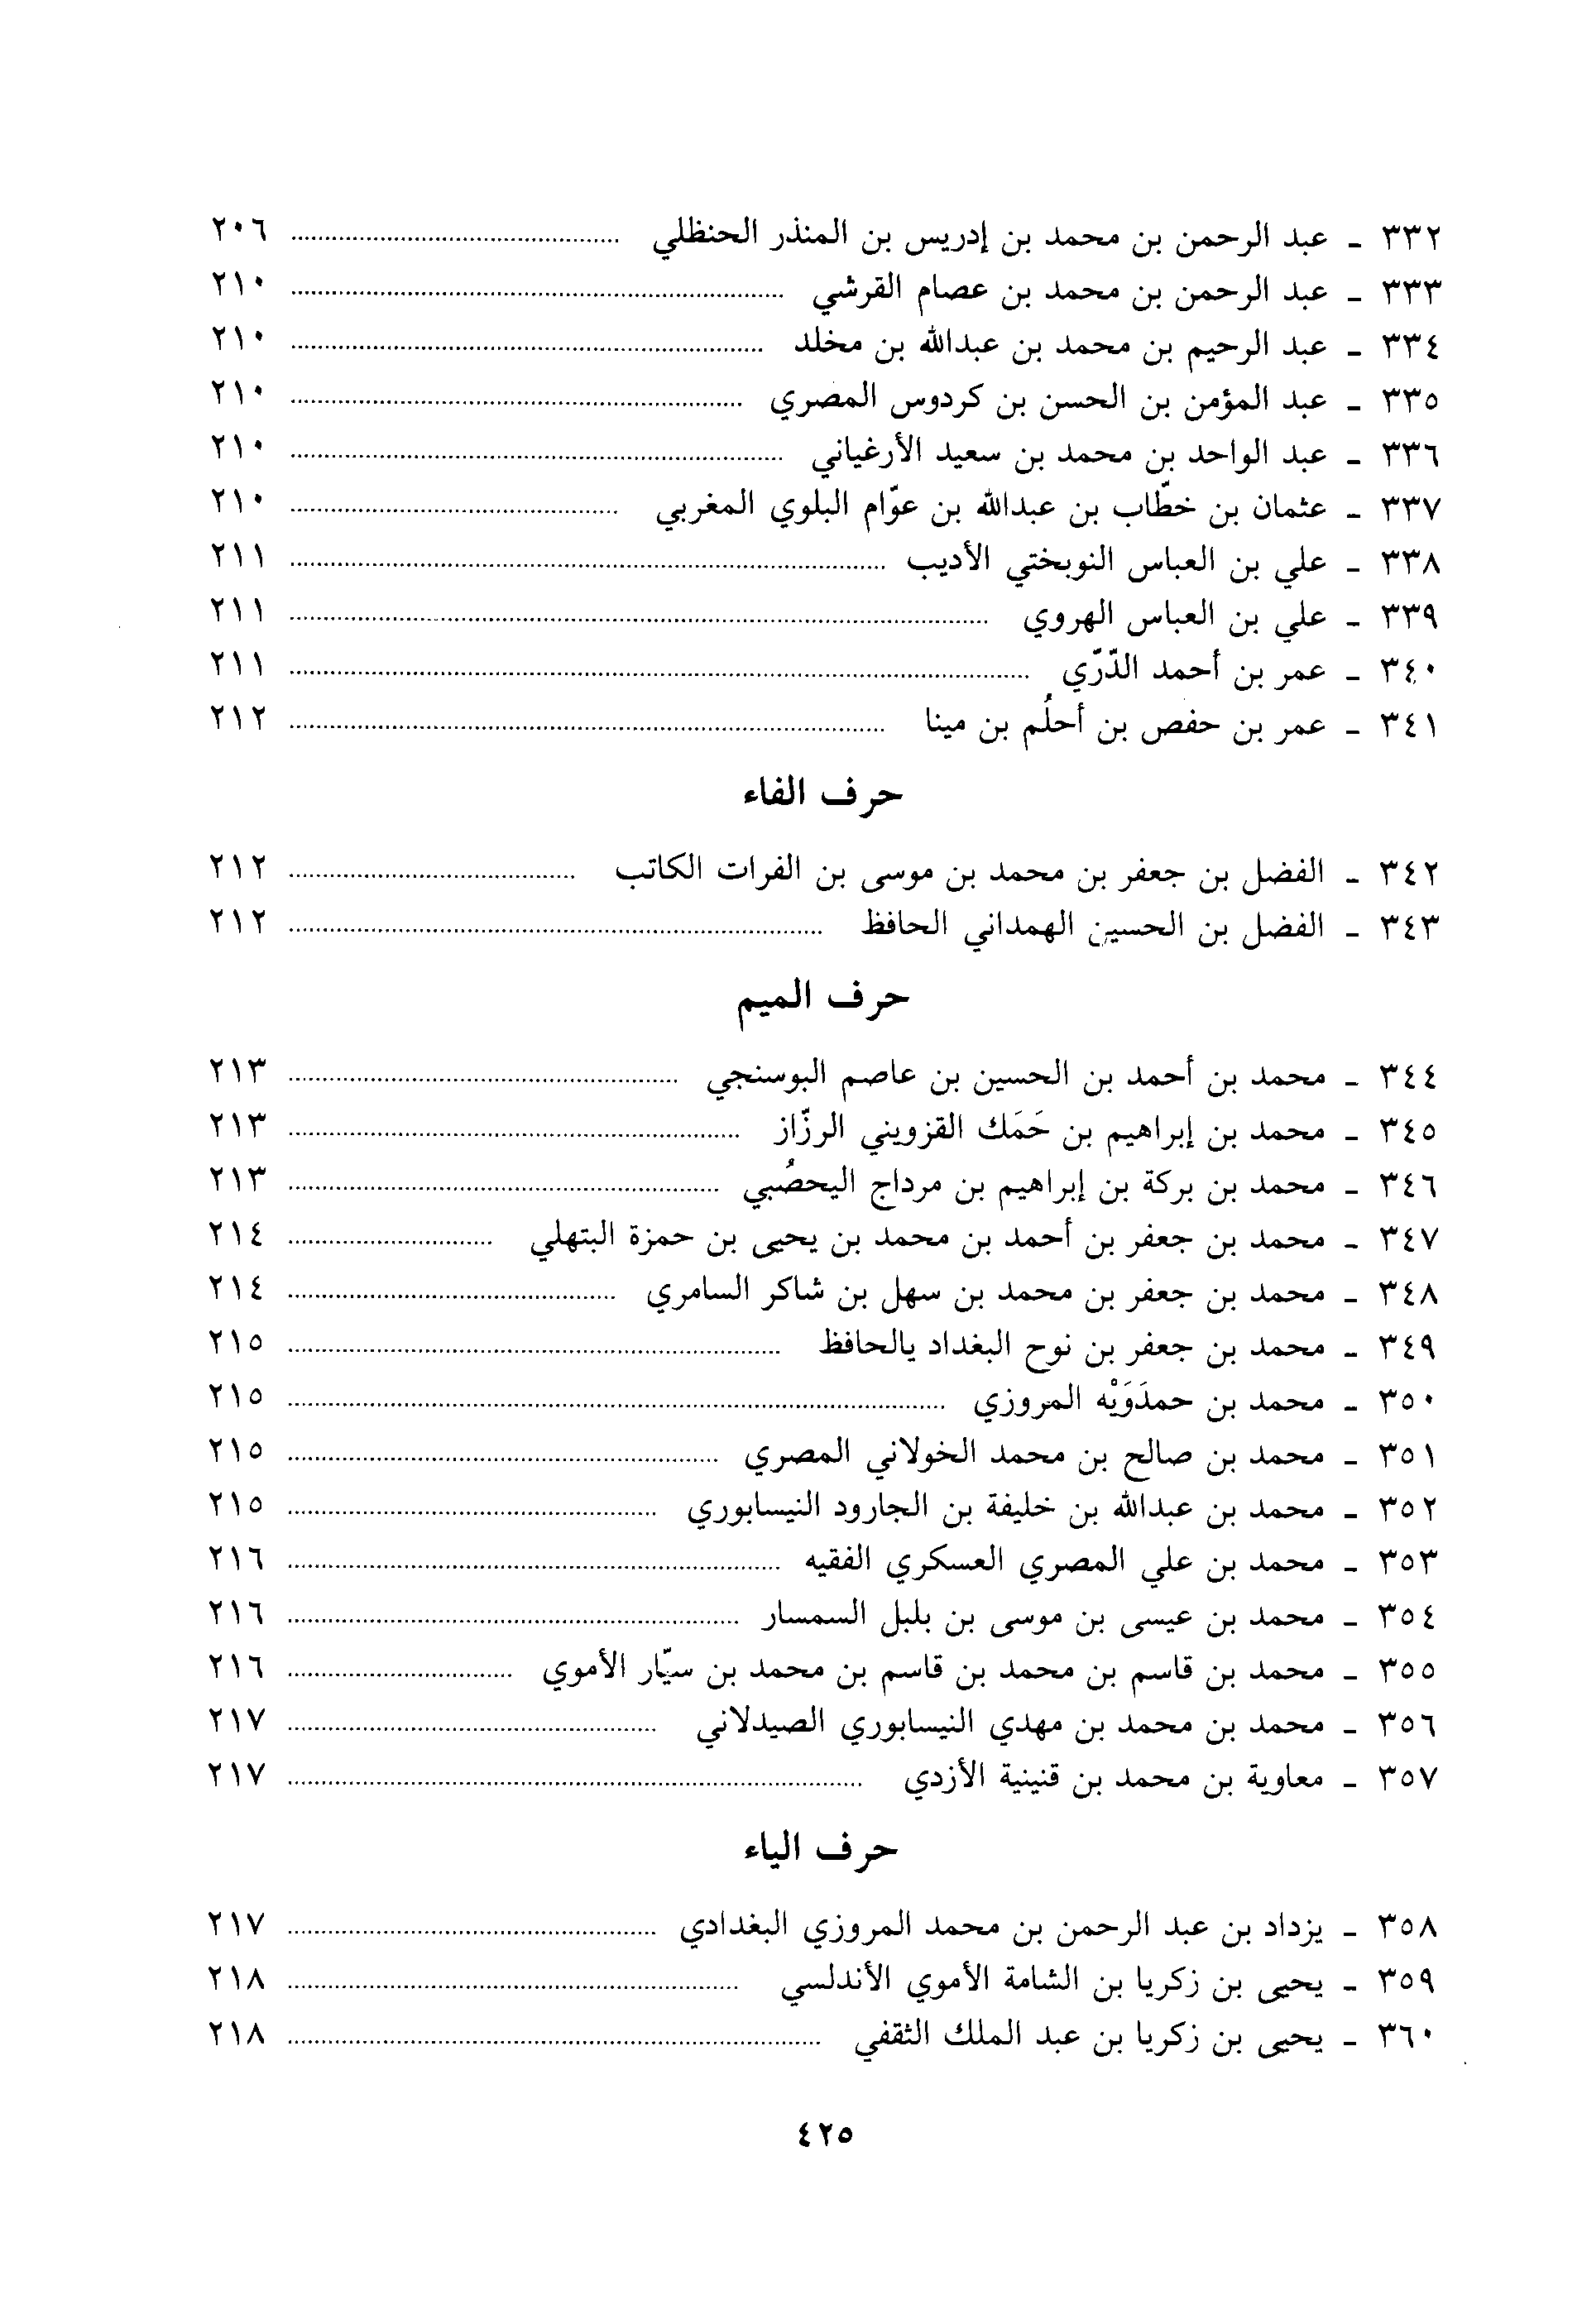 ٣٣٢ ـ عبد الرحمن بن محمد بن إدريس بن المنذر الحنظلي ........ ٢٠٦
٣٣٣ ـ عبد الرحمن بن محمد بن عصام القرشي ........ ٢١٠
٣٣٤ ـ عبد الرحيم بن محمد بن عبدالله بن مخلد ........ ٢١٠
٣٣٥ ـ عبد المؤمن بن الحسن بن كردوس المصري ........ ٢١٠
٣٣٦ ـ عبد الواحد بن محمد بن سعيد الأرغياني ........ ٢١٠
٣٣٧ ـ عثمان بن خطّاب بن عبدالله بن عوّام البلوي المغربي ........ ٢١٠
٣٣٨ ـ علي بن العباس النوبختي الأديب ........ ٢١١
٣٣٩ ـ علي بن العباس الهروي ........ ٢١١
٣٤٠ ـ عمر بن أحمد الدّرّي ........ ٢١١
٣٤١ ـ عمر بن حفص بن أحلُم بن مينا ........ ٢١٢
حرف الفاء
٣٤٢ ـ الفضل بن جعفر بن محمد بن موسى بن الفرات الكاتب ........ ٢١٢
٣٤٣ ـ الفضل بن الحسين الهمداني الحافظ ........ ٢١٢
حرف الميم
٣٤٤ ـ محمد بن أحمد بن الحسين بن عاصم البوسنجي ........ ٢١٣
٣٤٥ ـ محمد بن إبراهيم بن حَمَك القزويني الرزّاز ........ ٢١٣
٣٤٦ ـ محمد بن بركة بن إبراهيم بن مرداج اليحصُبي ........ ٢١٣
٣٤٧ ـ محمد بن جعفر بن أحمد بن محمد بن يحيى بن حمزة البتهلي ........ ٢١٤
٣٤٨ ـ محمد بن جعفر بن محمد بن سهل بن شاكر السامري ........ ٢١٤
٣٤٩ ـ محمد بن جعفر بن نوح البغداد يالحافظ ........ ٢١٥
٣٥٠ ـ محمد بن حمدَوَيْه المروزي ........ ٢١٥
٣٥١ ـ محمد بن صالح بن محمد الخولاني المصري ........ ٢١٥
٣٥٢ ـ محمد بن عبدالله بن خليفة بن الجارود النيسابوري ........ ٢١٥
٣٥٣ ـ محمد بن علي المصري العسكري الفقيه ........ ٢١٦
٣٥٤ ـ محمد بن عيسى بن موسى بن بلبل السمسار ........ ٢١٦
٣٥٥ ـ محمد بن قاسم بن محمد بن قاسم بن محمد بن سيّار الأموي ........ ٢١٦
٣٥٦ ـ محمد بن محمد بن مهدي النيسابوري الصيدلاني ........ ٢١٧
٣٥٧ ـ معاوية بن محمد بن قنينية الأزدي ........ ٢١٧
حرف الياء
٣٥٨ ـ يزداد بن عبد الرحمن بن محمد المروزي البغدادي ........ ٢١٧
٣٥٩ ـ يحيى بن زكريا بن الشامة الأموي الأندلسي ........ ٢١٨
٣٦٠ ـ يحيى بن زكريا بن عبد الملك الثقفي ........ ٢١٨
٤٢٥